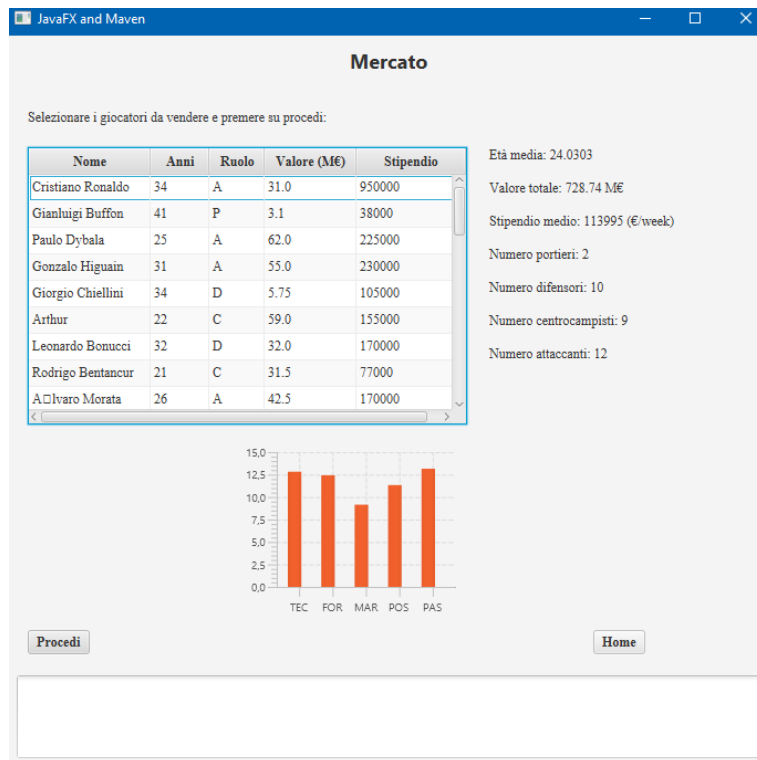 JavaFX and Maven
Mercato
Selezionare i giocatori da vendere e premere su procedi:
Nome Anni Ruolo Valore (M€) Stipendio
Cristiano Ronaldo 34 A 31.0 950000
Gianluigi Buffon 41 P 3.1 38000
Paulo Dybala 25 A 62.0 225000
Gonzalo Higuain 31 A 55.0 230000
Giorgio Chiellini 34 D 5.75 105000
Arthur 22 C 59.0 155000
Leonardo Bonucci 32 D 32.0 170000
Rodrigo Bentancur 21 C 31.5 77000
A□lvaro Morata 26 A 42.5 170000
Età media: 24.0303
Valore totale: 728.74 M€
Stipendio medio: 113995 (€/week)
Numero portieri: 2
Numero difensori: 10
Numero centrocampisti: 9
Numero attaccanti: 12
15,0
12,5
10,0
7,5
5,0
2,5
0,0
TEC FOR MAR POS PAS
Procedi Home